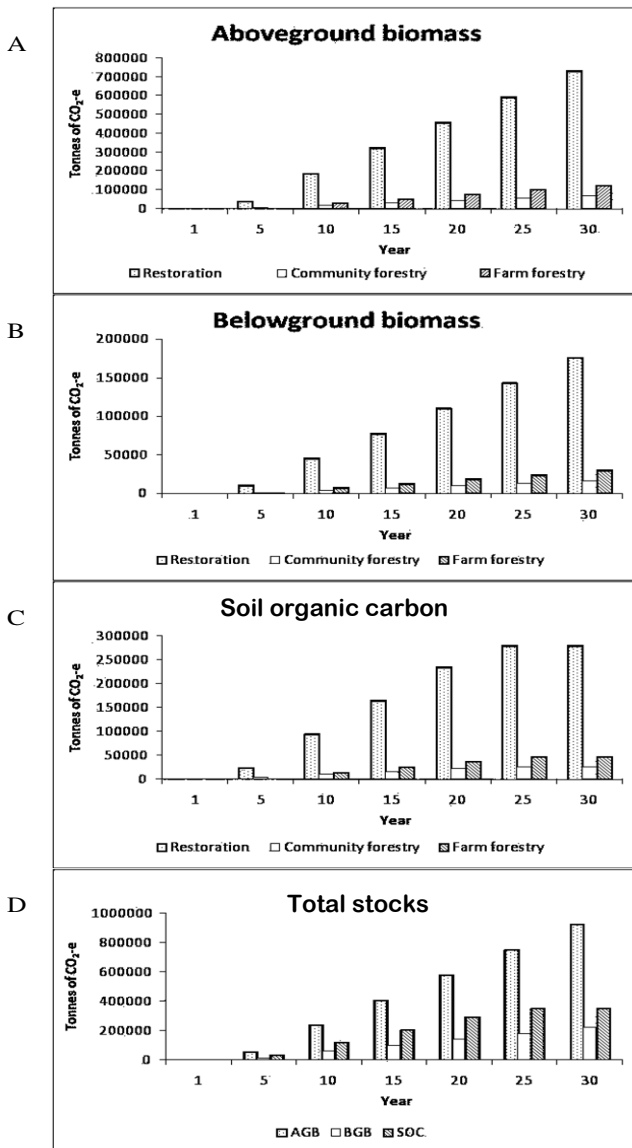 A
Aboveground biomass
Tonnes of CO₂-e
800000
700000
600000
500000
400000
300000
200000
100000
0
1 5 10 15 20 25 30
Year
Restoration Community forestry Farm forestry
B
Belowground biomass
Tonnes of CO₂-e
200000
150000
100000
50000
0
1 5 10 15 20 25 30
Year
Restoration Community forestry Farm forestry
C
Soil organic carbon
Tonnes of CO₂-e
300000
250000
200000
150000
100000
50000
0
1 5 10 15 20 25 30
Year
Restoration Community forestry Farm forestry
D
Total stocks
Tonnes of CO₂-e
1000000
800000
600000
400000
200000
0
1 5 10 15 20 25 30
AGB BGB SOC